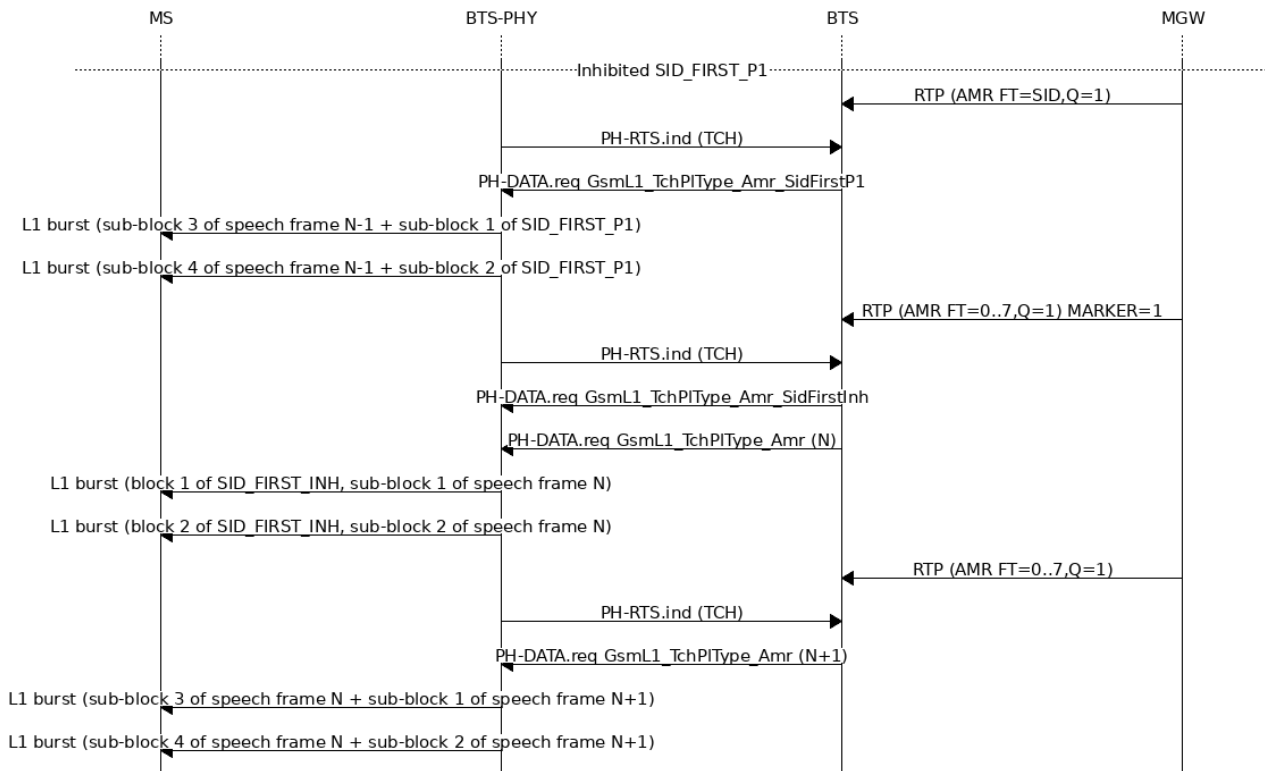 MS BTS-PHY BTS MGW
Inhibited SID_FIRST_P1
RTP (AMR FT=SID,Q=1)
PH-RTS.ind (TCH)
PH-DATA.req GsmL1_TchPlType_Amr_SidFirstP1
L1 burst (sub-block 3 of speech frame N-1 + sub-block 1 of SID_FIRST_P1)
L1 burst (sub-block 4 of speech frame N-1 + sub-block 2 of SID_FIRST_P1)
RTP (AMR FT=0..7,Q=1) MARKER=1
PH-RTS.ind (TCH)
PH-DATA.req GsmL1_TchPlType_Amr_SidFirstInh
PH-DATA.req GsmL1_TchPlType_Amr (N)
L1 burst (block 1 of SID_FIRST_INH, sub-block 1 of speech frame N)
L1 burst (block 2 of SID_FIRST_INH, sub-block 2 of speech frame N)
RTP (AMR FT=0..7,Q=1)
PH-RTS.ind (TCH)
PH-DATA.req GsmL1_TchPlType_Amr (N+1)
L1 burst (sub-block 3 of speech frame N + sub-block 1 of speech frame N+1)
L1 burst (sub-block 4 of speech frame N + sub-block 2 of speech frame N+1)